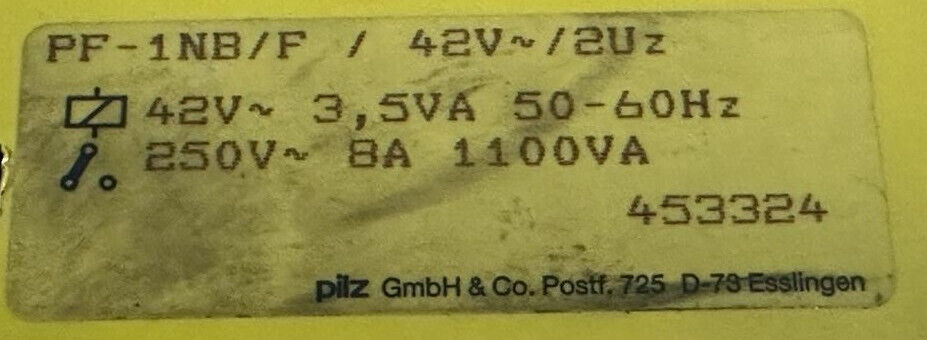 PF-1NB/F / 42V~/2Uz
42V~ 3,5VA 50-60Hz
250V~ 8A 1100VA
453324
pilz GmbH & Co. Postf. 725 D-73 Esslingen